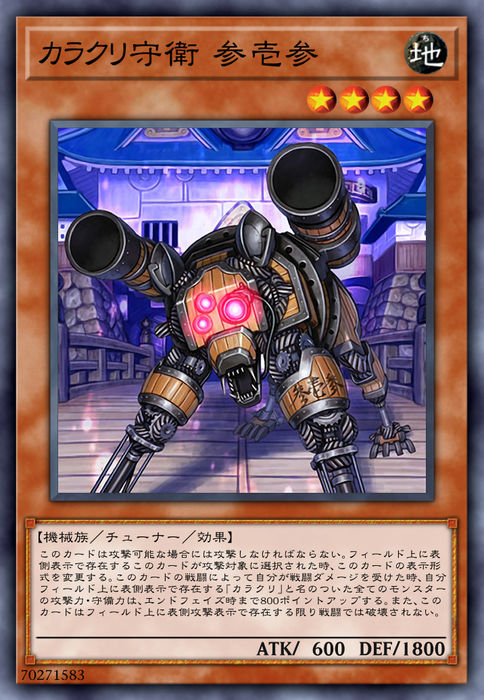 カラクリ守衛 参壱参
ち
地
参壱参
【機械族／チューナー／効果】
このカードは攻撃可能な場合には攻撃しなければならない。フィールド上に表
側表示で存在するこのカードが攻撃対象に選択された時、このカードの表示形
式を変更する。このカードの戦闘によって自分が戦闘ダメージを受けた時、自分
フィールド上に表側表示で存在する「カラクリ」と名のついた全てのモンスター
の攻撃力・守備力は、エンドフェイズ時まで800ポイントアップする。また、この
カードはフィールド上に表側攻撃表示で存在する限り戦闘では破壊されない。
ATK/ 600 DEF/1800
70271583